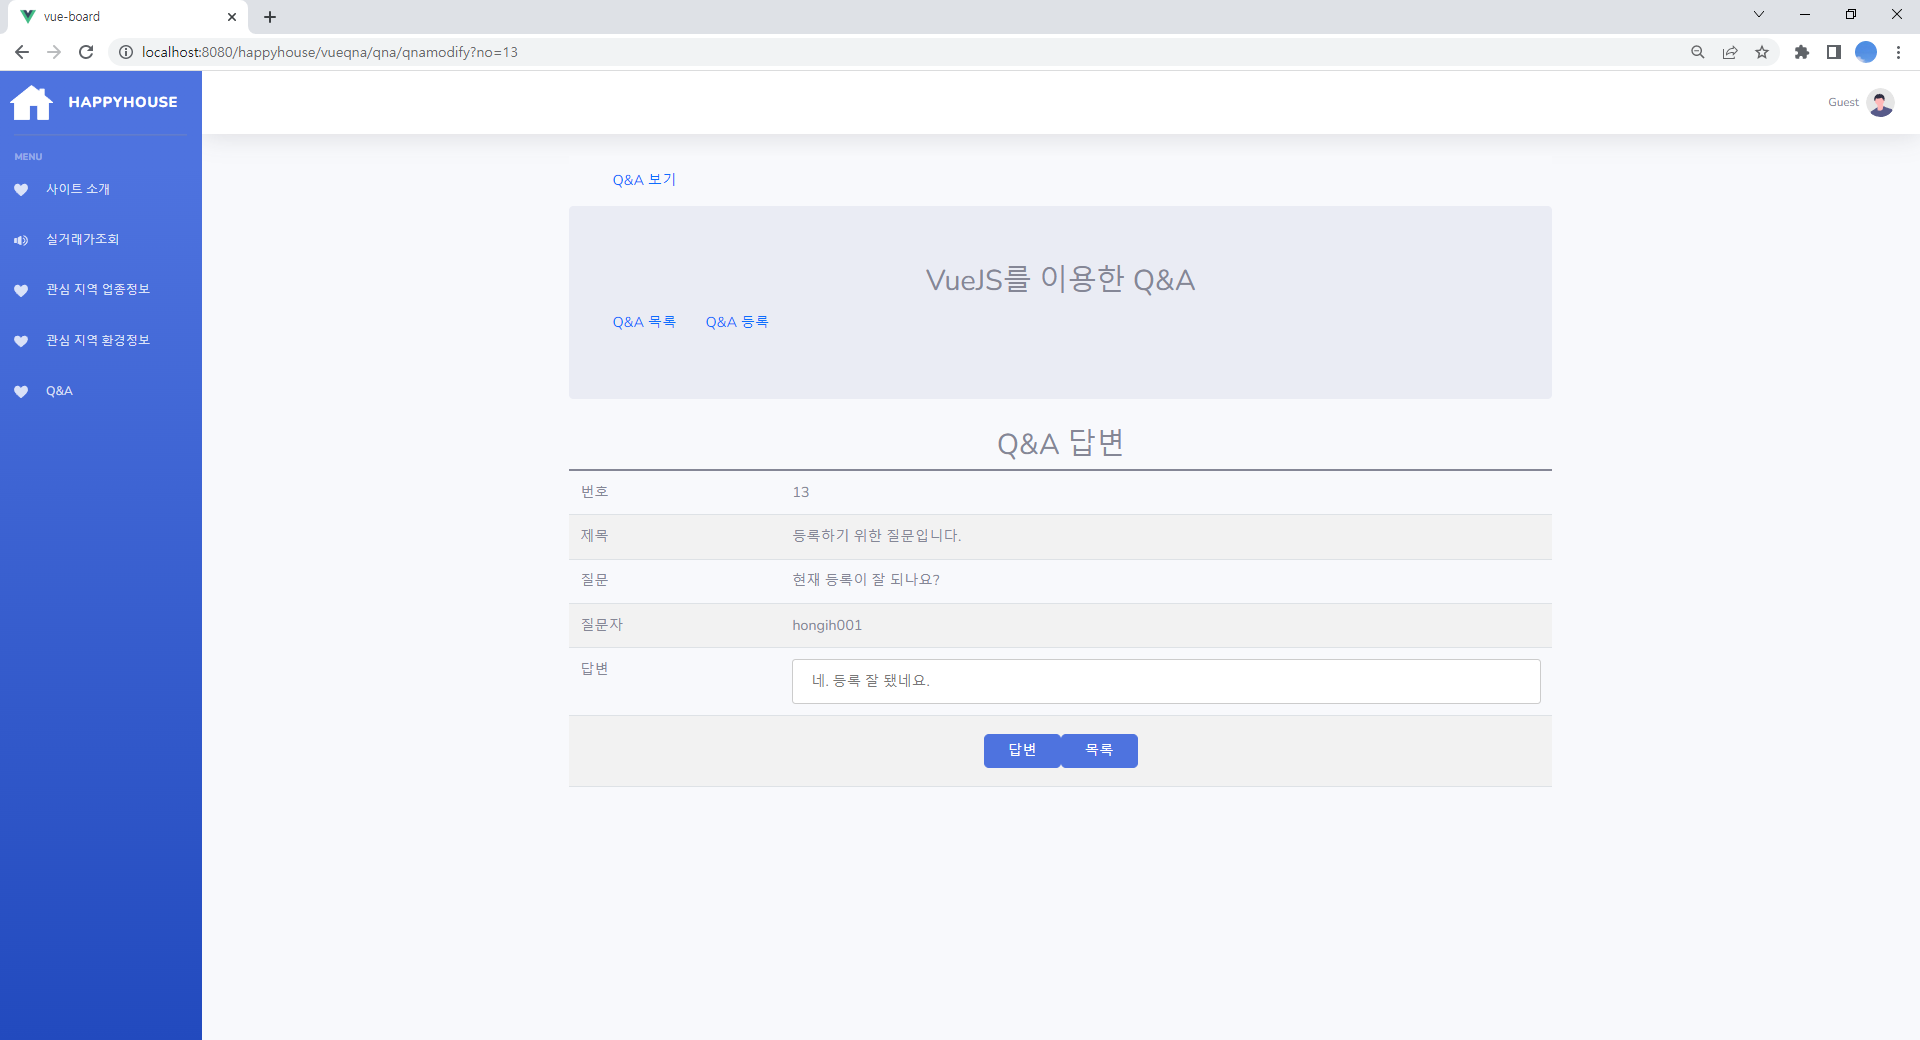 vue-board
localhost:8080/happyhouse/vueqna/qna/qnamodify?no=13
HAPPYHOUSE
Guest
MENU
사이트 소개
실거래가조회
관심 지역 업종정보
관심 지역 환경정보
Q&A
Q&A 보기
VueJS를 이용한 Q&A
Q&A 목록 Q&A 등록
Q&A 답변
번호 13
제목 등록하기 위한 질문입니다.
질문 현재 등록이 잘 되나요?
질문자 hongih001
답변 네. 등록 잘 됐네요.
답변 목록